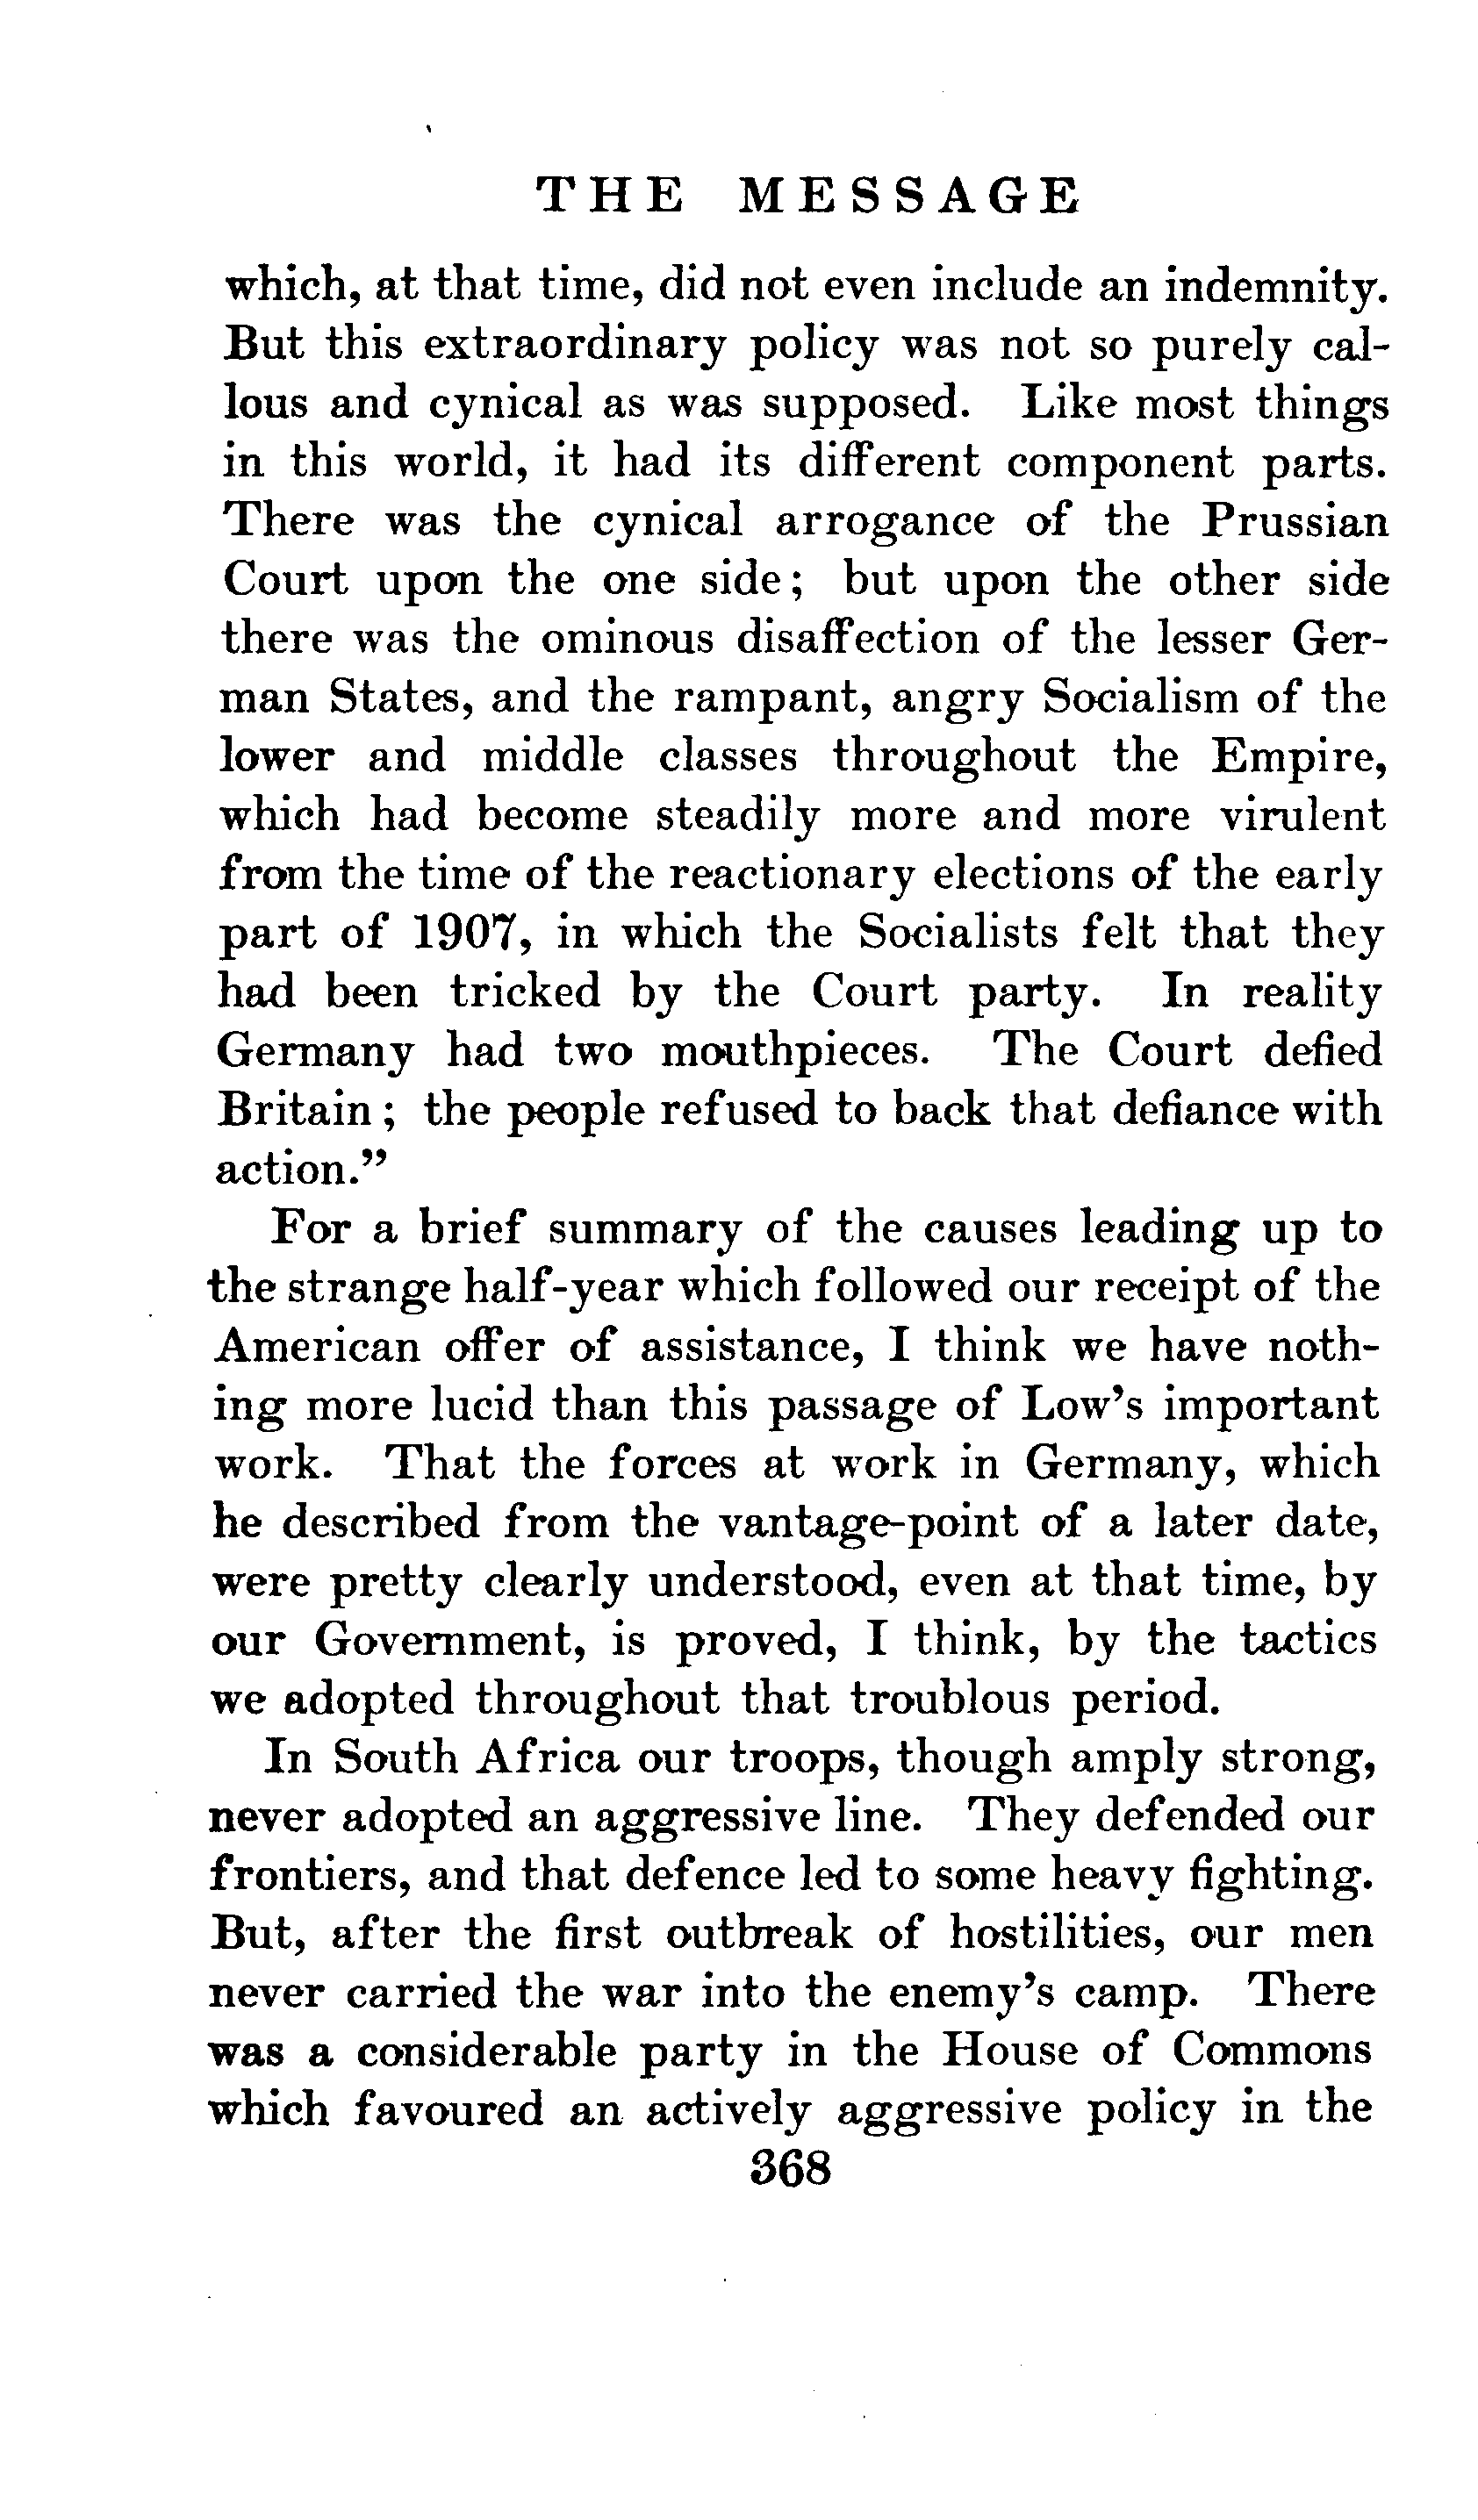 THE MESSAGE
which, at that time, did not even include an indemnity.
But this extraordinary policy was not so purely cal-
lous and cynical as was supposed. Like most things
in this world, it had its different component parts.
There was the cynical arrogance of the Prussian
Court upon the one side; but upon the other side
there was the ominous disaffection of the lesser Ger-
man States, and the rampant, angry Socialism of the
lower and middle classes throughout the Empire,
which had become steadily more and more virulent
from the time of the reactionary elections of the early
part of 1907, in which the Socialists felt that they
had been tricked by the Court party. In reality
Germany had two mouthpieces. The Court defied
Britain; the people refused to back that defiance with
action."
For a brief summary of the causes leading up to
the strange half-year which followed our receipt of the
American offer of assistance, I think we have noth-
ing more lucid than this passage of Low's important
work. That the forces at work in Germany, which
he described from the vantage-point of a later date,
were pretty clearly understood, even at that time, by
our Government, is proved, I think, by the tactics
we adopted throughout that troublous period.
In South Africa our troops, though amply strong,
never adopted an aggressive line. They defended our
frontiers, and that defence led to some heavy fighting.
But, after the first outbreak of hostilities, our men
never carried the war into the enemy's camp. There
was a considerable party in the House of Commons
which favoured an actively aggressive policy in the
368